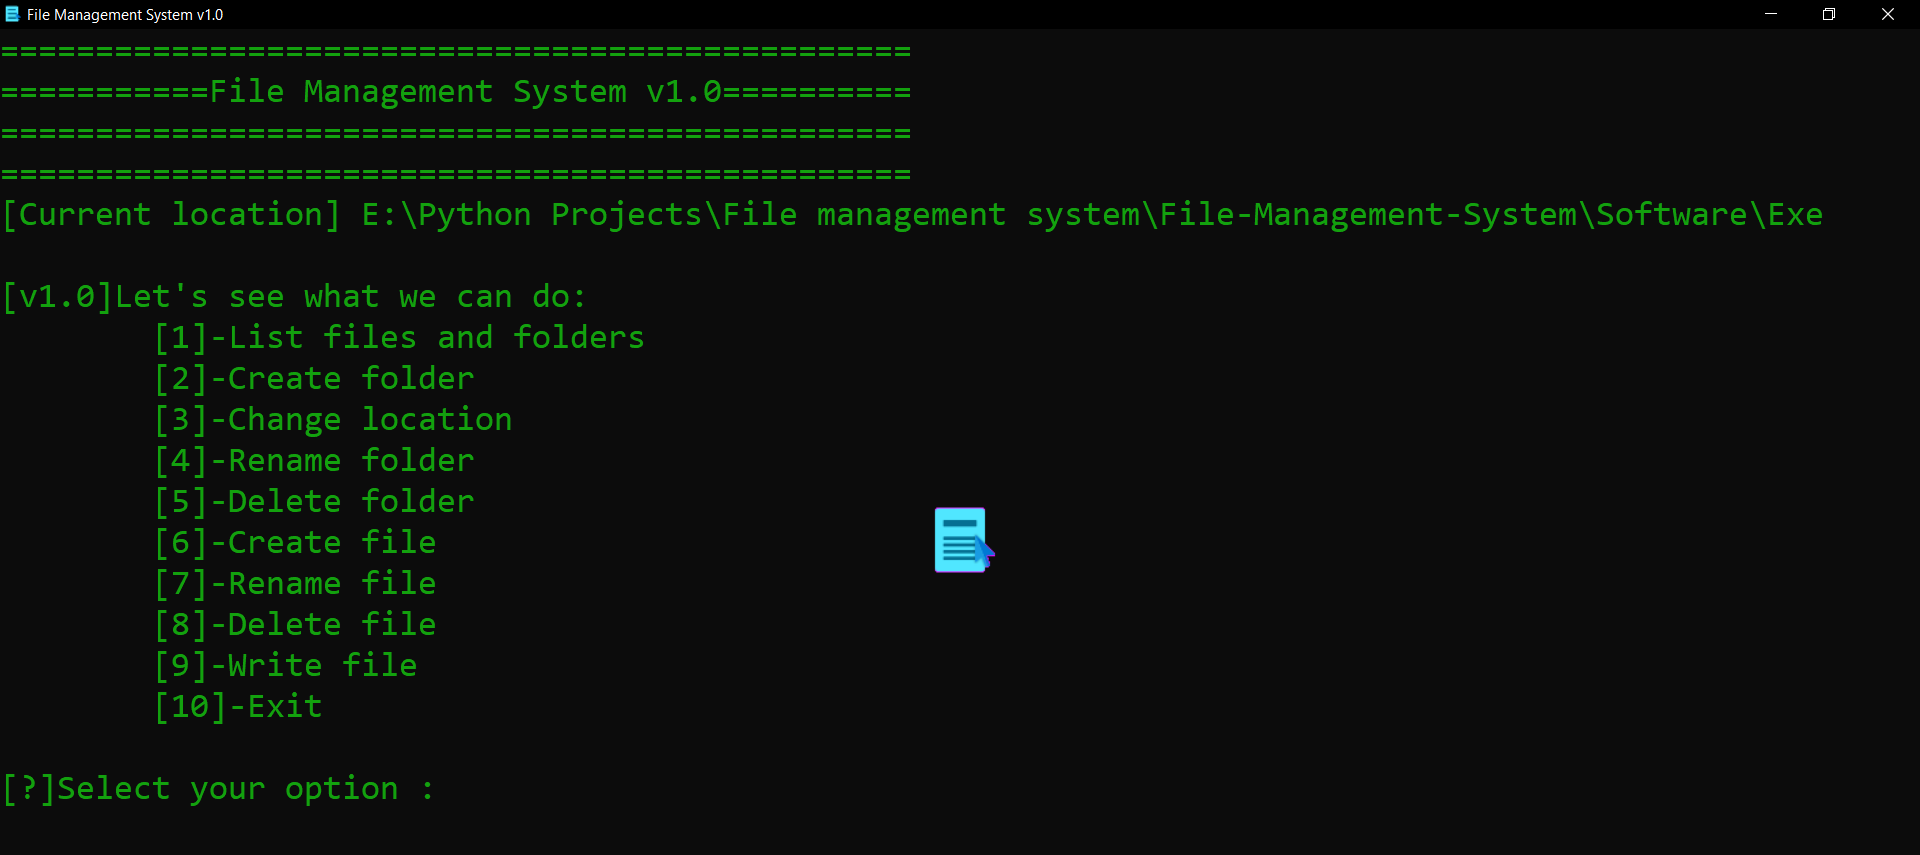 File Management System v1.0
================================================
===========File Management System v1.0==========
================================================
================================================
[Current location] E:\Python Projects\File management system\File-Management-System\Software\Exe
[v1.0]Let's see what we can do:
[1]-List files and folders
[2]-Create folder
[3]-Change location
[4]-Rename folder
[5]-Delete folder
[6]-Create file
[7]-Rename file
[8]-Delete file
[9]-Write file
[10]-Exit
[?]Select your option :